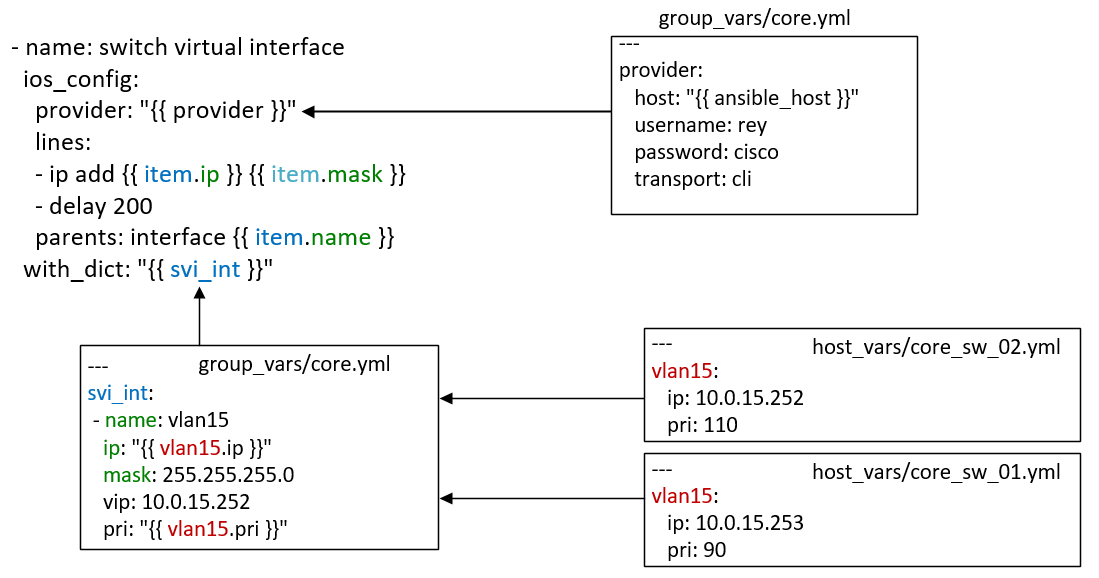 - name: switch virtual interface
ios_config:
provider: "{{ provider }}"
lines:
- ip add {{ item.ip }} {{ item.mask }}
- delay 200
parents: interface {{ item.name }}
with_dict: "{{ svi_int }}"
group_vars/core.yml
---
provider:
host: "{{ ansible_host }}"
username: rey
password: cisco
transport: cli
--- group_vars/core.yml
svi_int:
- name: vlan15
ip: "{{ vlan15.ip }}"
mask: 255.255.255.0
vip: 10.0.15.252
pri: "{{ vlan15.pri }}"
--- host_vars/core_sw_02.yml
vlan15:
ip: 10.0.15.252
pri: 110
--- host_vars/core_sw_01.yml
vlan15:
ip: 10.0.15.253
pri: 90